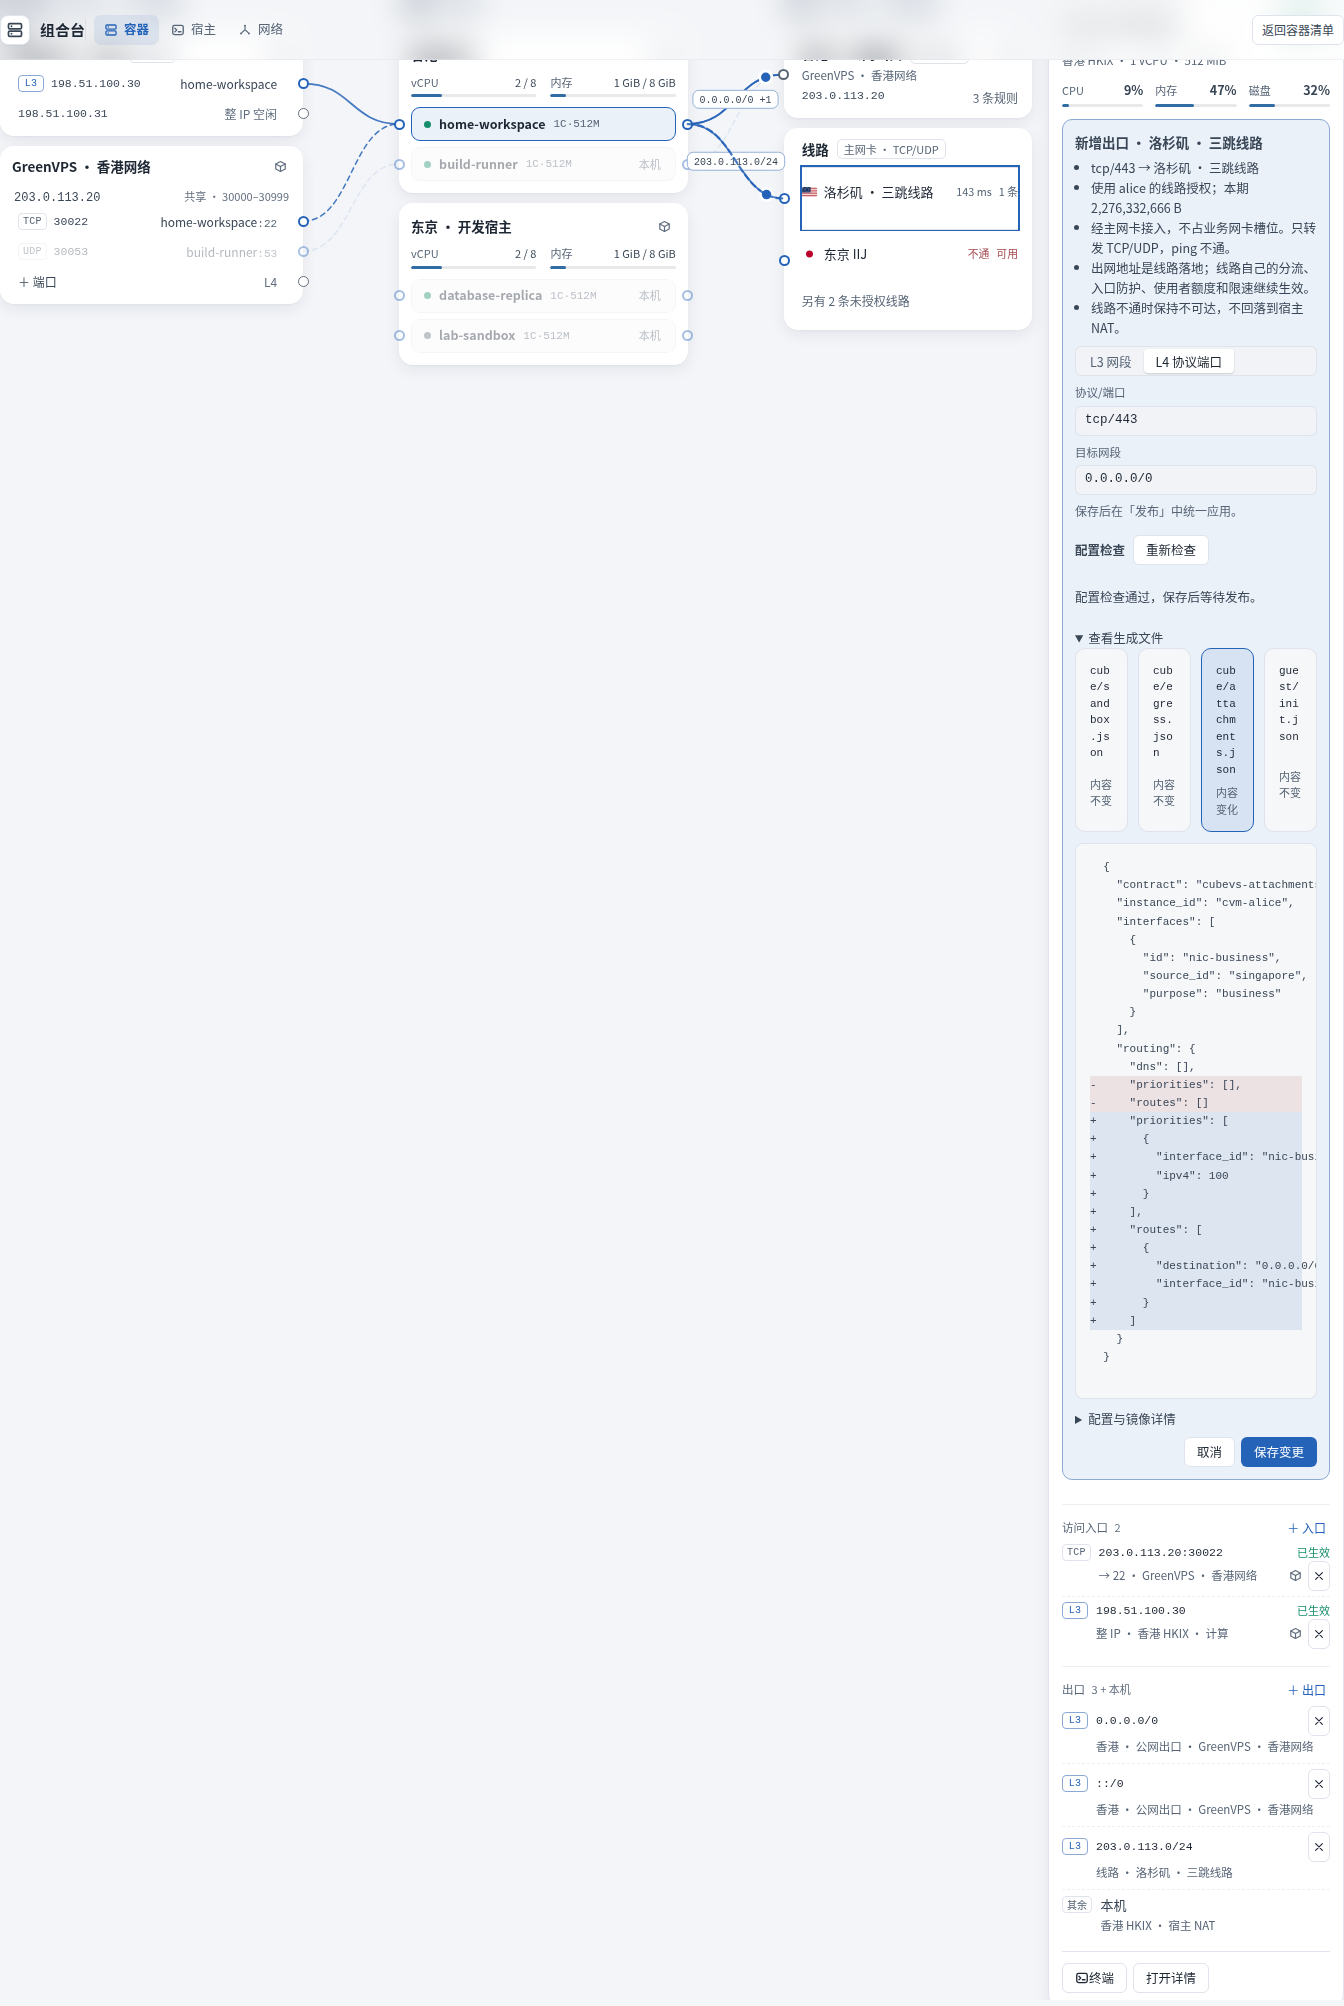 组合台
容器
宿主
网络
返回容器清单
L3 198.51.100.30 home-workspace
198.51.100.31 整 IP 空闲
GreenVPS · 香港网络
203.0.113.20 共享 · 30000–30999
TCP 30022 home-workspace:22
UDP 30053 build-runner:53
＋ 端口 L4
vCPU 2 / 8 内存 1 GiB / 8 GiB
home-workspace 1C·512M
build-runner 1C·512M 本机
东京 · 开发宿主
vCPU 2 / 8 内存 1 GiB / 8 GiB
database-replica 1C·512M 本机
lab-sandbox 1C·512M 本机
0.0.0.0/0 +1
203.0.113.0/24
GreenVPS · 香港网络
203.0.113.20 3 条规则
线路 主网卡 · TCP/UDP
洛杉矶 · 三跳线路 143 ms 1 条
东京 IIJ 不通 可用
另有 2 条未授权线路
香港 HKIX · 1 vCPU · 512 MiB
CPU 9% 内存 47% 磁盘 32%
新增出口 · 洛杉矶 · 三跳线路
tcp/443 → 洛杉矶 · 三跳线路
使用 alice 的线路授权；本期
2,276,332,666 B
经主网卡接入，不占业务网卡槽位。只转
发 TCP/UDP，ping 不通。
出网地址是线路落地；线路自己的分流、
入口防护、使用者额度和限速继续生效。
线路不通时保持不可达，不回落到宿主
NAT。
L3 网段 L4 协议端口
协议/端口
tcp/443
目标网段
0.0.0.0/0
保存后在「发布」中统一应用。
配置检查 重新检查
配置检查通过，保存后等待发布。
▼ 查看生成文件
cub
e/s
and
box
.js
on
内容
不变
cub
e/e
gre
ss.
jso
n
内容
不变
cub
e/a
tta
chm
ent
s.j
son
内容
变化
gue
st/
ini
t.j
son
内容
不变
{
"contract": "cubevs-attachment
"instance_id": "cvm-alice",
"interfaces": [
{
"id": "nic-business",
"source_id": "singapore",
"purpose": "business"
}
],
"routing": {
"dns": [],
- "priorities": [],
- "routes": []
+ "priorities": [
+ {
+ "interface_id": "nic-bus
+ "ipv4": 100
+ }
+ ],
+ "routes": [
+ {
+ "destination": "0.0.0.0/
+ "interface_id": "nic-bus
+ }
+ ]
}
}
▶ 配置与镜像详情
取消 保存变更
访问入口 2 ＋ 入口
TCP 203.0.113.20:30022 已生效
→ 22 · GreenVPS · 香港网络
L3 198.51.100.30 已生效
整 IP · 香港 HKIX · 计算
出口 3 + 本机 ＋ 出口
L3 0.0.0.0/0
香港 · 公网出口 · GreenVPS · 香港网络
L3 ::/0
香港 · 公网出口 · GreenVPS · 香港网络
L3 203.0.113.0/24
线路 · 洛杉矶 · 三跳线路
其余 本机
香港 HKIX · 宿主 NAT
终端 打开详情